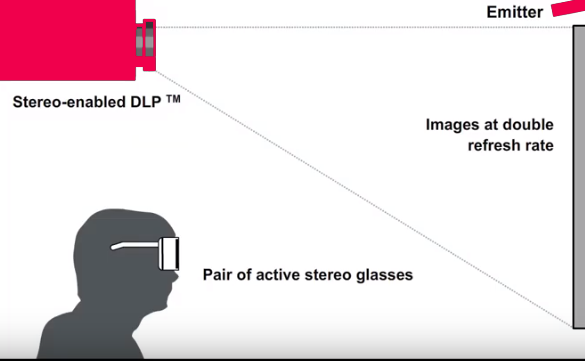 Emitter
Stereo-enabled DLP TM
Images at double
refresh rate
Pair of active stereo glasses